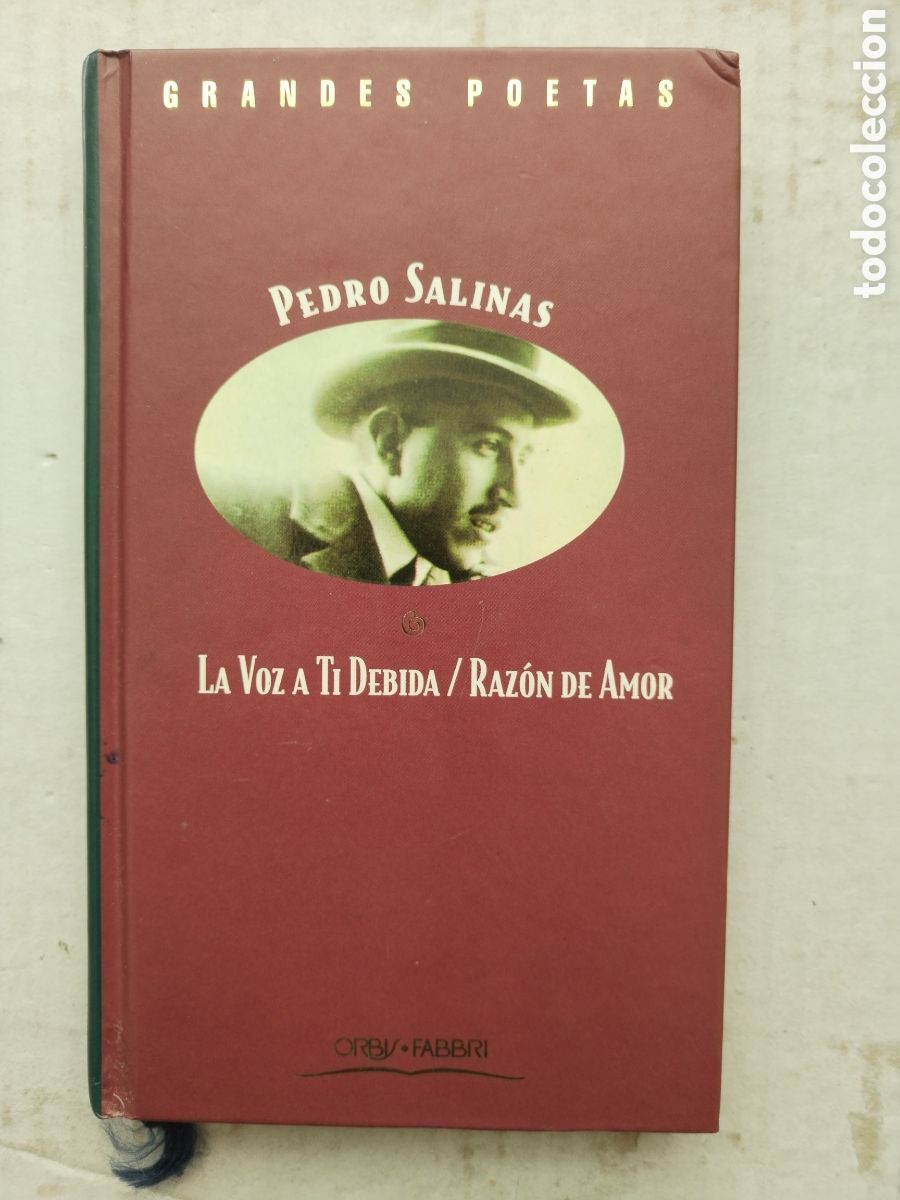 GRANDES POETAS
PEDRO SALINAS
LA VOZ A TI DEBIDA / RAZÓN DE AMOR
ORBIS • FABBRI
todocoleccion